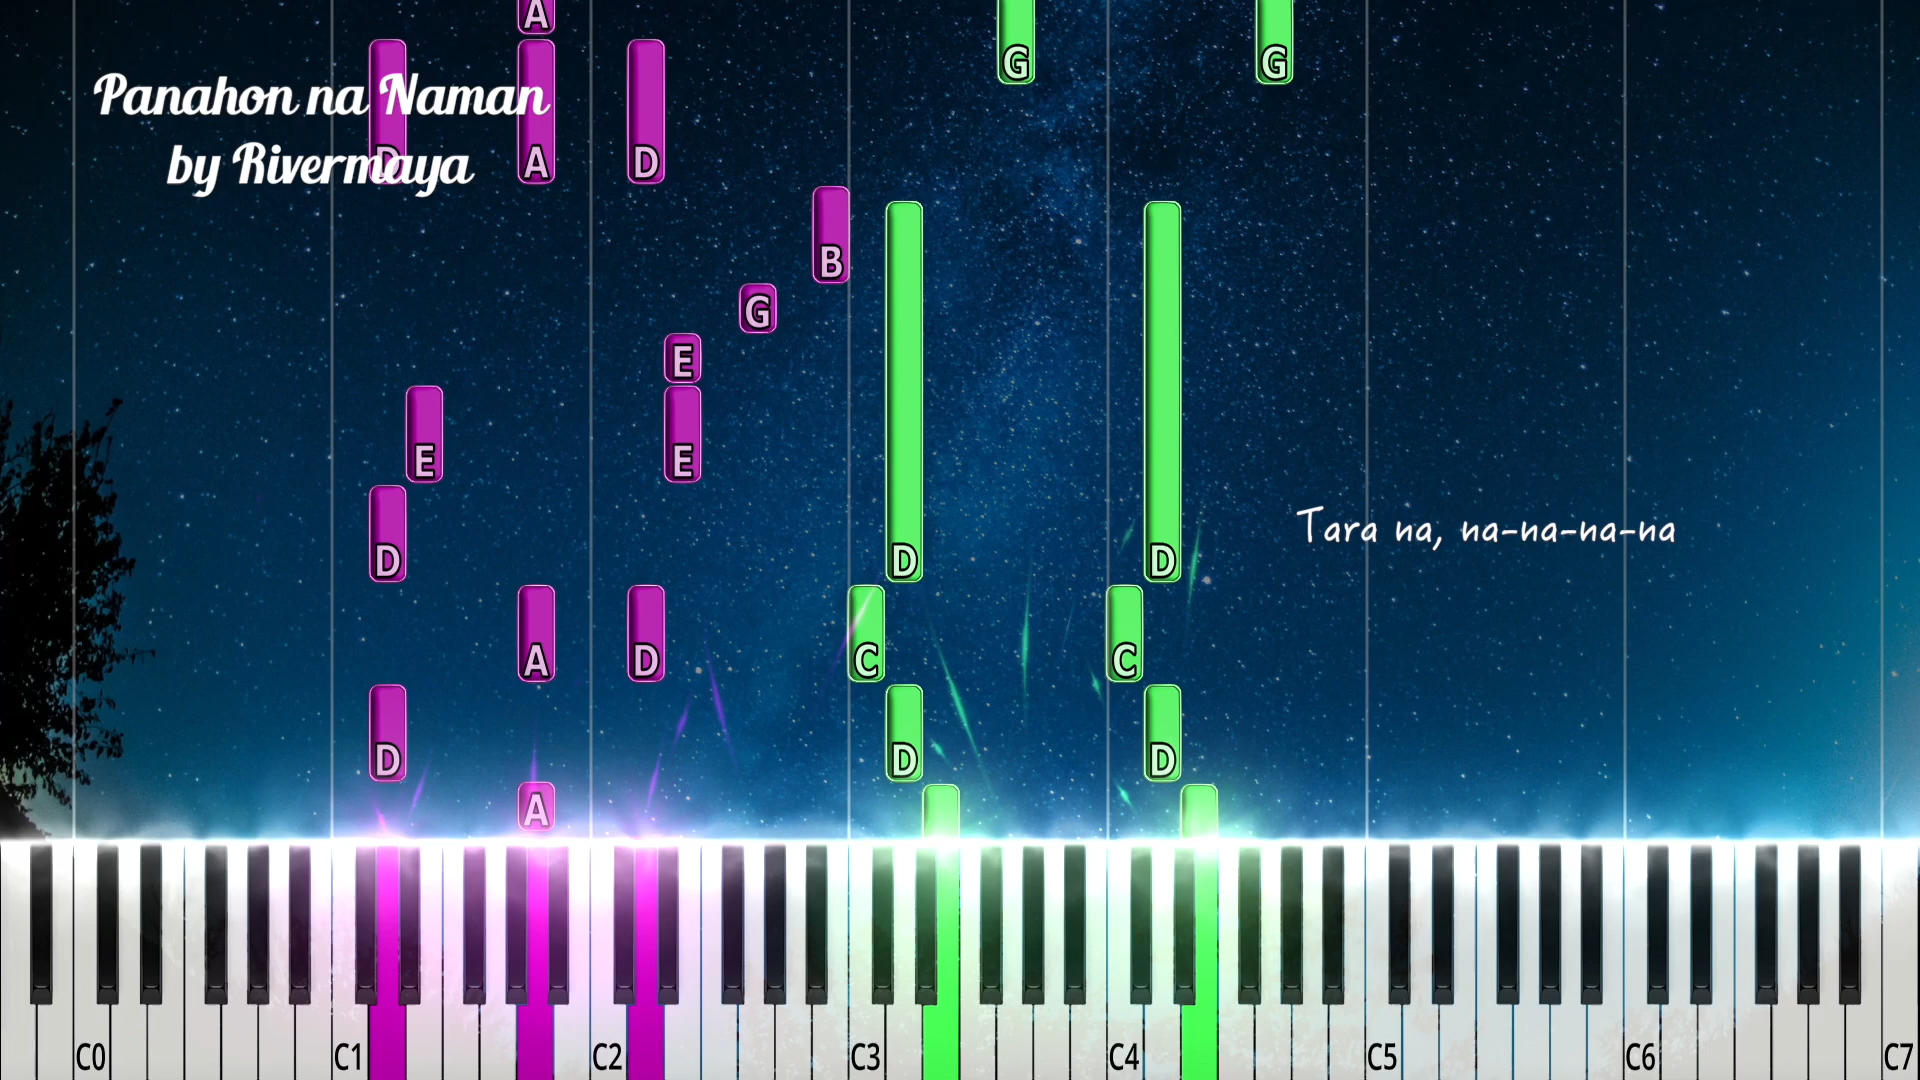 A
G G
Panahon na Naman
by Rivermaya
D A D
B
G
E
E E
Tara na, na-na-na-na
D D D
A D C C
D D D
A
C0 C1 C2 C3 C4 C5 C6 C7